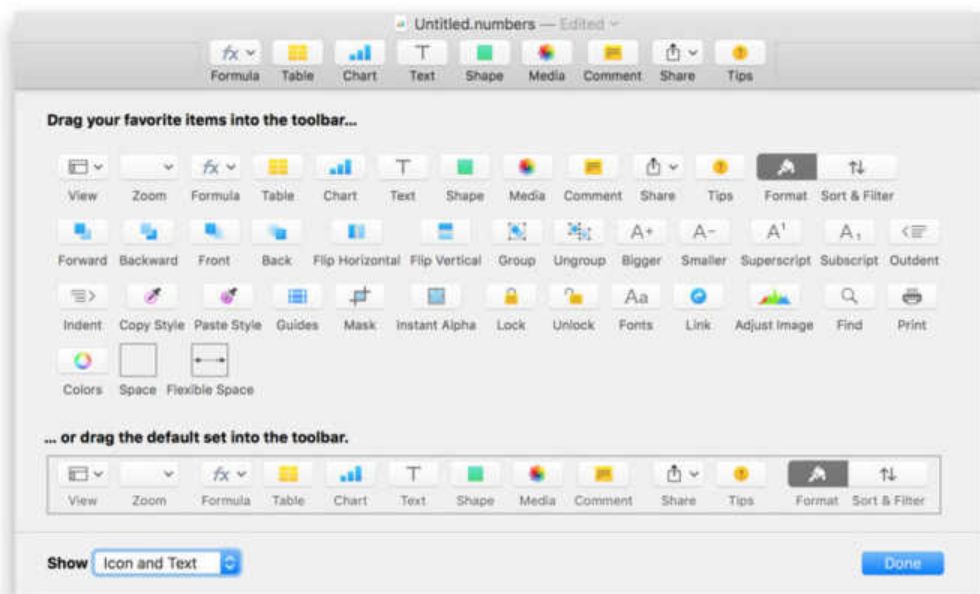 Untitled.numbers — Edited
Formula Table Chart Text Shape Media Comment Share Tips
Drag your favorite items into the toolbar...
View Zoom Formula Table Chart Text Shape Media Comment Share Tips Format Sort & Filter
Forward Backward Front Back Flip Horizontal Flip Vertical Group Ungroup Bigger Smaller Superscript Subscript Outdent
Indent Copy Style Paste Style Guides Mask Instant Alpha Lock Unlock Fonts Link Adjust Image Find Print
Colors Space Flexible Space
... or drag the default set into the toolbar.
View Zoom Formula Table Chart Text Shape Media Comment Share Tips Format Sort & Filter
Show Icon and Text Done